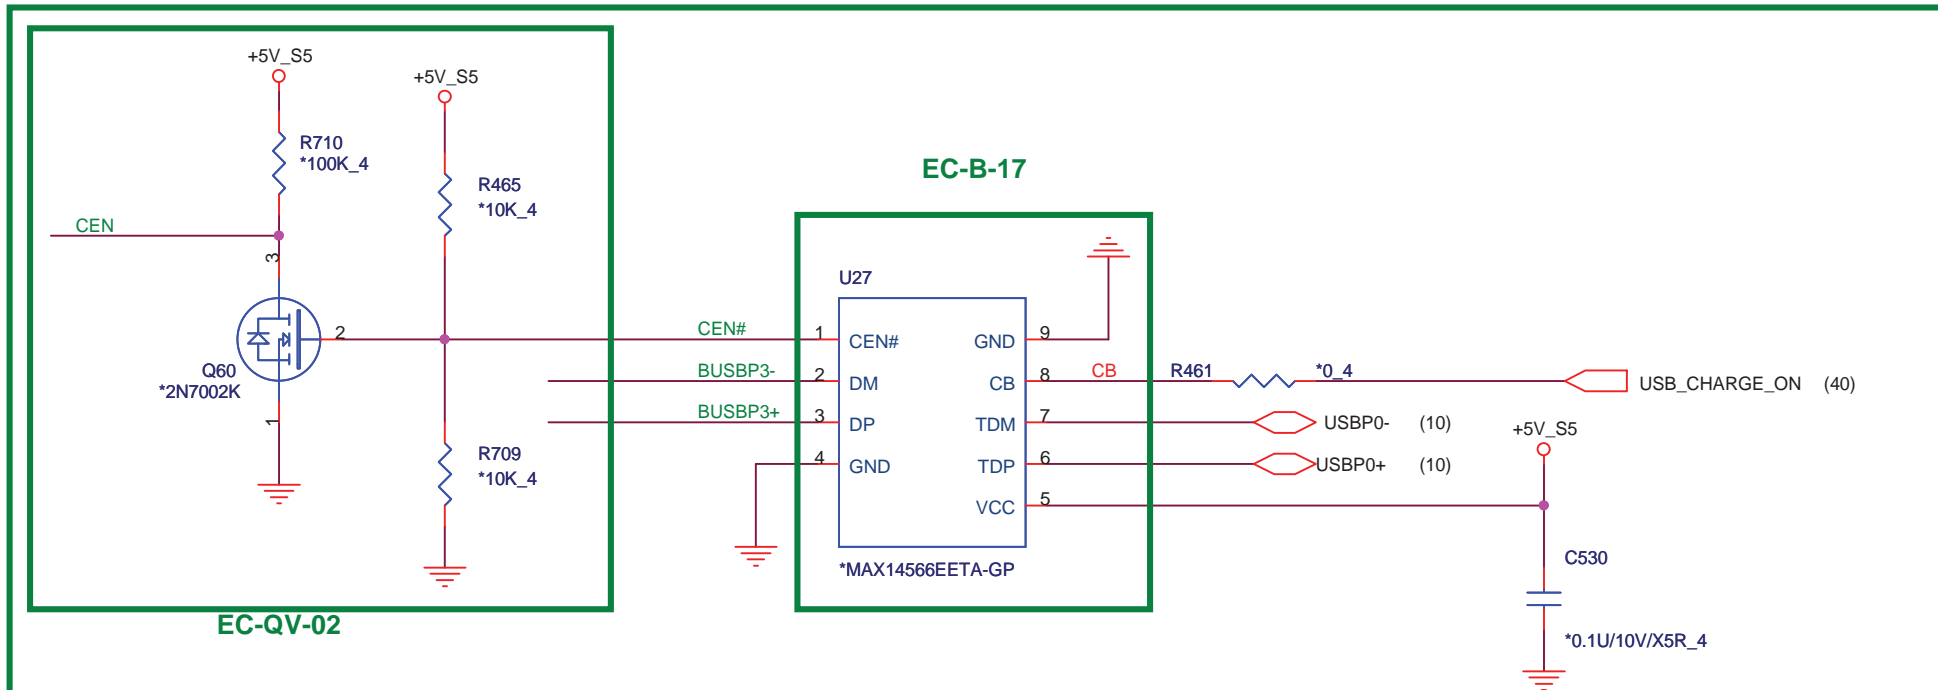 +5V_S5
+5V_S5
R710
*100K_4
R465
*10K_4
CEN
3
2
Q60
*2N7002K
1
R709
*10K_4
EC-QV-02
EC-B-17
U27
CEN# 1 CEN# GND 9
BUSBP3- 2 DM CB 8 CB R461 *0_4 USB_CHARGE_ON (40)
BUSBP3+ 3 DP TDM 7 USBP0- (10)
4 GND TDP 6 USBP0+ (10)
VCC 5
*MAX14566EETA-GP
+5V_S5
C530
*0.1U/10V/X5R_4